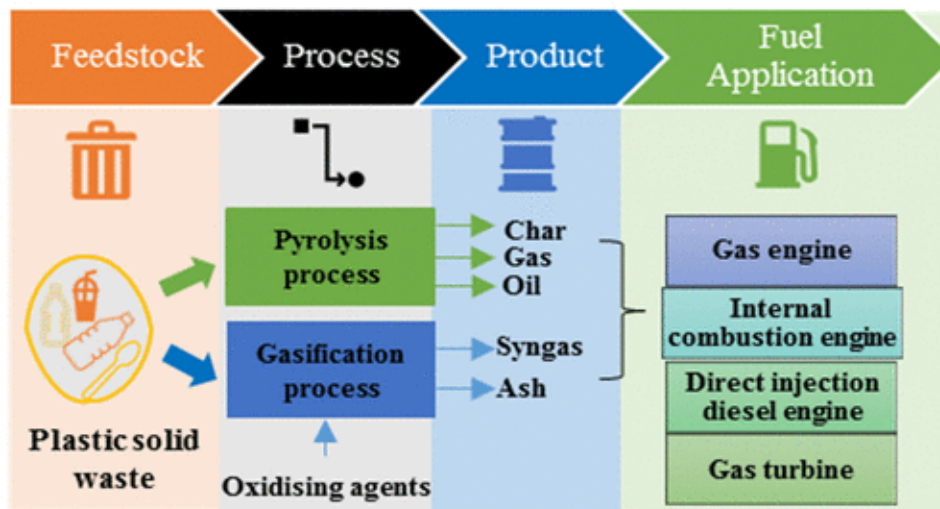 Feedstock
Process
Product
Fuel
Application
Pyrolysis
process
Char
Gas
Oil
Gasification
process
Syngas
Ash
Plastic solid
waste
Oxidising agents
Gas engine
Internal
combustion engine
Direct injection
diesel engine
Gas turbine